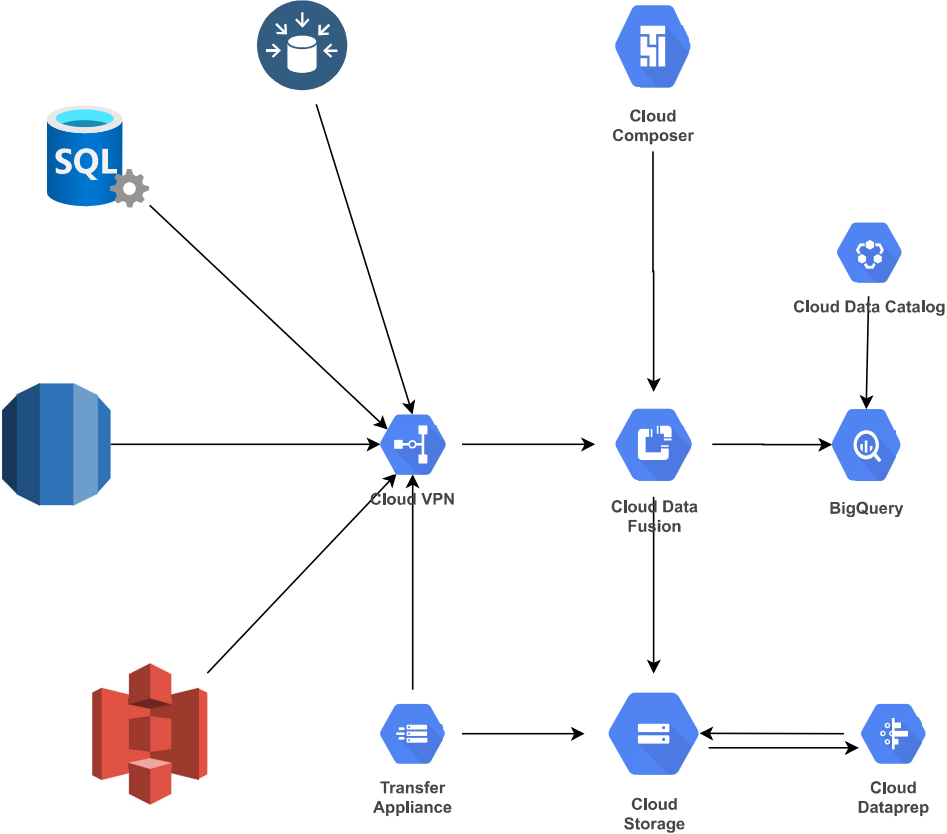 Cloud
Composer
SQL
Cloud Data Catalog
Cloud VPN
Cloud Data
Fusion
BigQuery
Transfer
Appliance
Cloud
Storage
Cloud
Dataprep